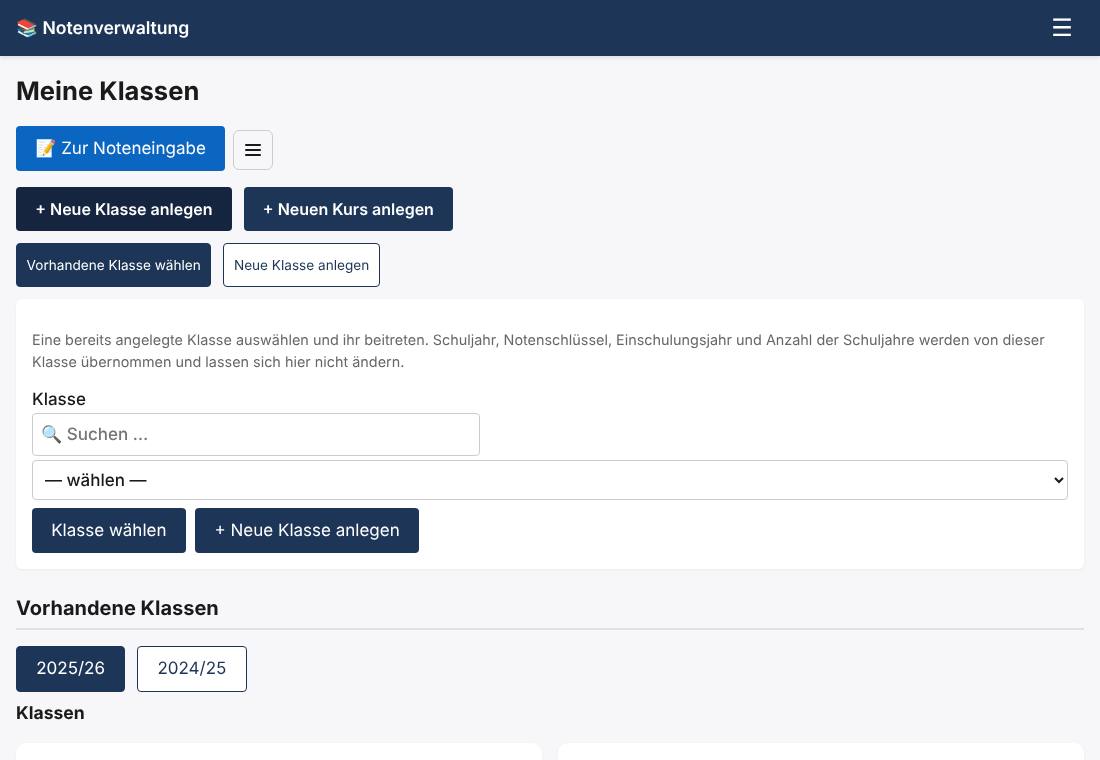 📚 Notenverwaltung
☰
Meine Klassen
📝 Zur Noteneingabe
+ Neue Klasse anlegen
+ Neuen Kurs anlegen
Vorhandene Klasse wählen
Neue Klasse anlegen
Eine bereits angelegte Klasse auswählen und ihr beitreten. Schuljahr, Notenschlüssel, Einschulungsjahr und Anzahl der Schuljahre werden von dieser
Klasse übernommen und lassen sich hier nicht ändern.
Klasse
🔍 Suchen ...
— wählen —
Klasse wählen
+ Neue Klasse anlegen
Vorhandene Klassen
2025/26
2024/25
Klassen